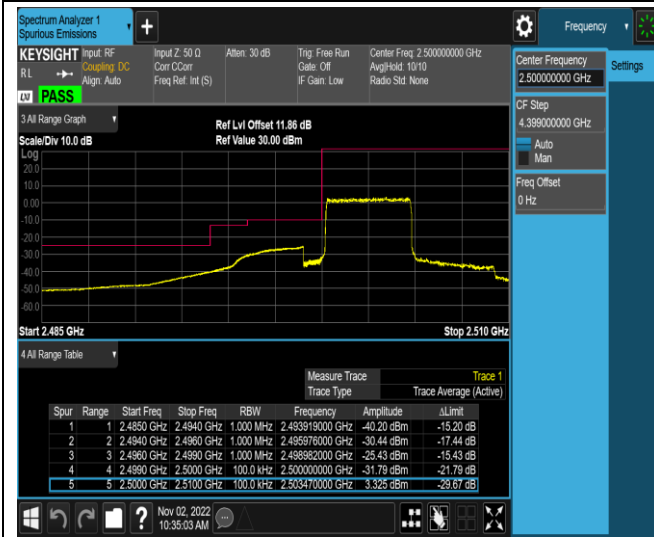 Spectrum Analyzer 1
Spurious Emissions
+
Frequency
KEYSIGHT Input: RF Input Z: 50 Ω Atten: 30 dB Trig: Free Run Center Freq: 2.500000000 GHz
RL Coupling: DC Corr CCorr Gate: Off Avg|Hold: 10/10
Align: Auto Freq Ref: Int (S) IF Gain: Low Radio Std: None
LXI PASS
Center Frequency
2.500000000 GHz
Settings
CF Step
4.399000000 GHz
Auto
Man
Freq Offset
0 Hz
3 All Range Graph
Ref Lvl Offset 11.86 dB
Scale/Div 10.0 dB Ref Value 30.00 dBm
Log
20.0
10.0
0.00
-10.0
-20.0
-30.0
-40.0
-50.0
-60.0
Start 2.485 GHz Stop 2.510 GHz
4 All Range Table
Measure Trace Trace 1
Trace Type Trace Average (Active)
Spur Range Start Freq Stop Freq RBW Frequency Amplitude ΔLimit
1 1 2.4850 GHz 2.4940 GHz 1.000 MHz 2.493919000 GHz -40.20 dBm -15.20 dB
2 2 2.4940 GHz 2.4960 GHz 1.000 MHz 2.495976000 GHz -30.44 dBm -17.44 dB
3 3 2.4960 GHz 2.4990 GHz 1.000 MHz 2.498982000 GHz -25.43 dBm -15.43 dB
4 4 2.4990 GHz 2.5000 GHz 100.0 kHz 2.500000000 GHz -31.79 dBm -21.79 dB
5 5 2.5000 GHz 2.5100 GHz 100.0 kHz 2.503470000 GHz 3.325 dBm -29.67 dB
? Nov 02, 2022
10:35:03 AM